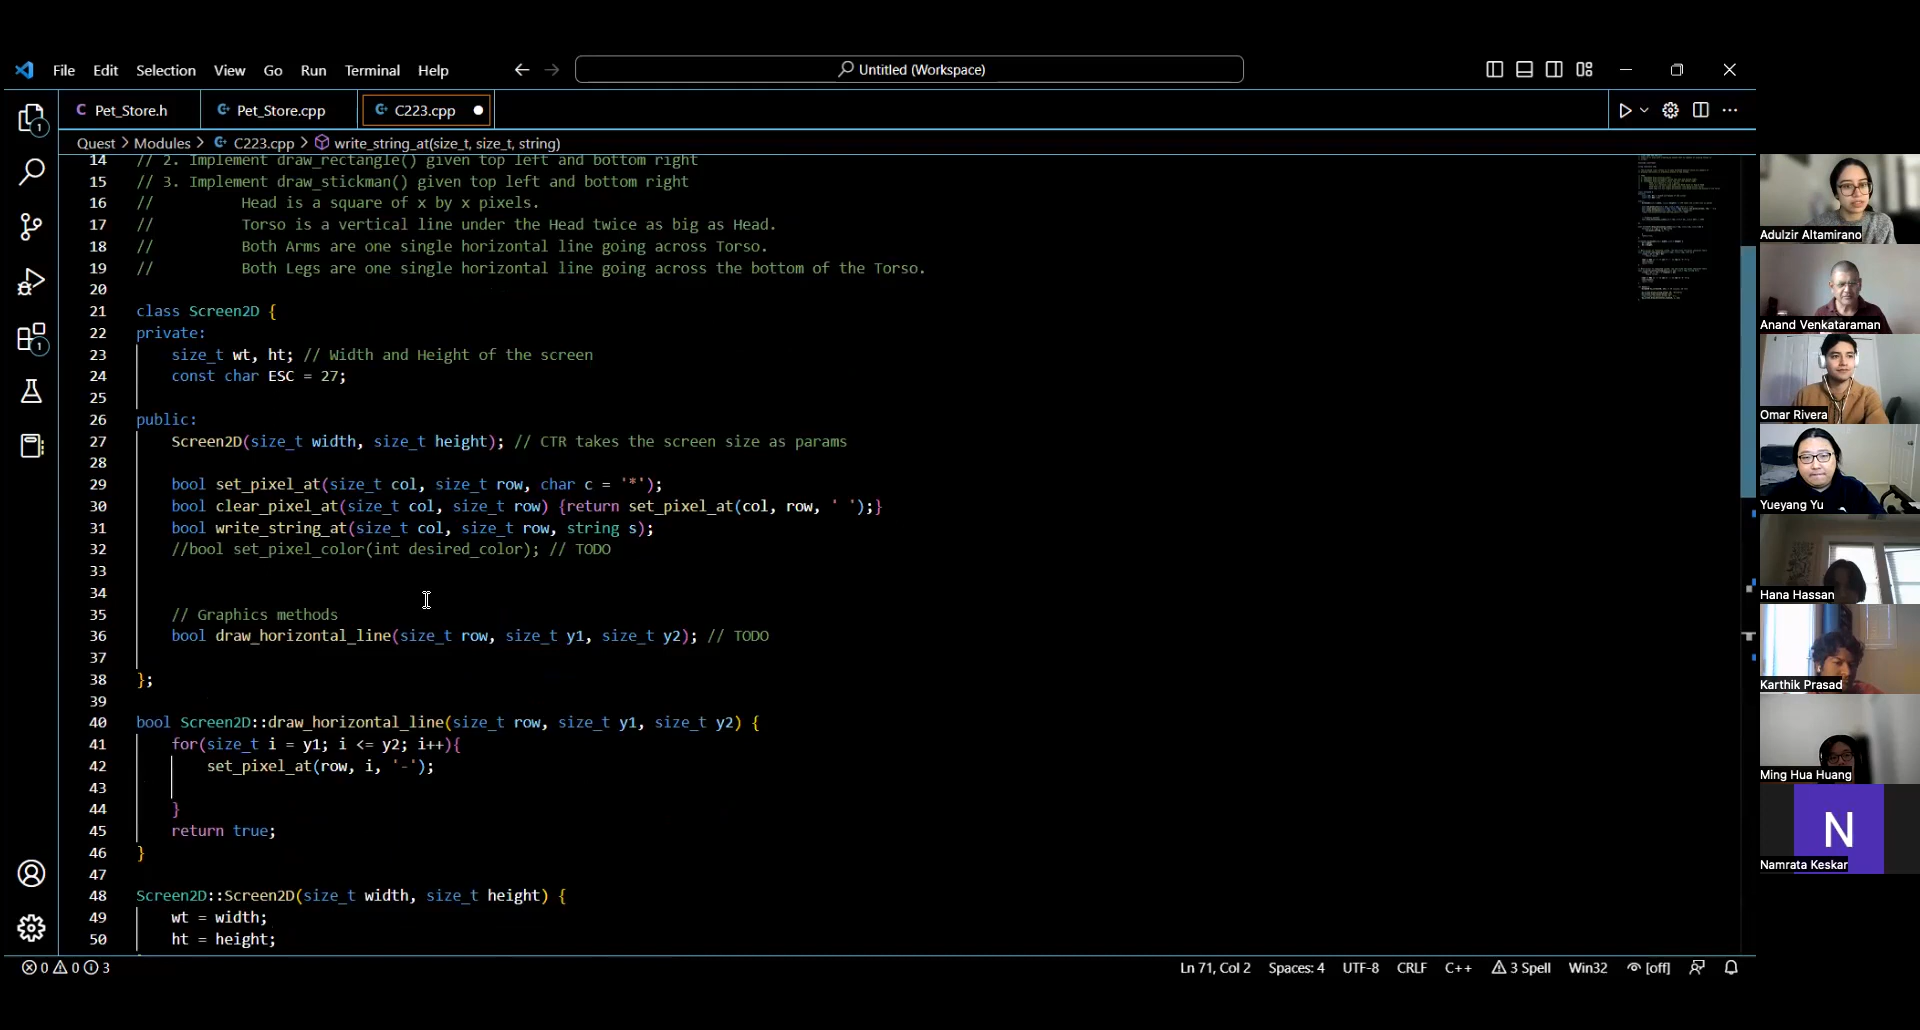 File Edit Selection View Go Run Terminal Help
Untitled (Workspace)
Pet_Store.h Pet_Store.cpp C223.cpp
Quest > Modules > C223.cpp > write_string_at(size_t, size_t, string)
14 // 2. Implement draw_rectangle() given top left and bottom right
15 // 3. Implement draw_stickman() given top left and bottom right
16 // Head is a square of x by x pixels.
17 // Torso is a vertical line under the Head twice as big as Head.
18 // Both Arms are one single horizontal line going across Torso.
19 // Both Legs are one single horizontal line going across the bottom of the Torso.
20
21 class Screen2D {
22 private:
23 size_t wt, ht; // Width and Height of the screen
24 const char ESC = 27;
25
26 public:
27 Screen2D(size_t width, size_t height); // CTR takes the screen size as params
28
29 bool set_pixel_at(size_t col, size_t row, char c = '*');
30 bool clear_pixel_at(size_t col, size_t row) {return set_pixel_at(col, row, ' ');}
31 bool write_string_at(size_t col, size_t row, string s);
32 //bool set_pixel_color(int desired_color); // TODO
33
34
35 // Graphics methods
36 bool draw_horizontal_line(size_t row, size_t y1, size_t y2); // TODO
37
38 };
39
40 bool Screen2D::draw_horizontal_line(size_t row, size_t y1, size_t y2) {
41 for(size_t i = y1; i <= y2; i++){
42 set_pixel_at(row, i, '-');
43
44 }
45 return true;
46 }
47
48 Screen2D::Screen2D(size_t width, size_t height) {
49 wt = width;
50 ht = height;
1
1
0 0 3
Ln 71, Col 2 Spaces: 4 UTF-8 CRLF C++ 3 Spell Win32 [off]
Adulzir Altamirano
Anand Venkataraman
Omar Rivera
Yueyang Yu
Hana Hassan
Karthik Prasad
Ming Hua Huang
N
Namrata Keskar